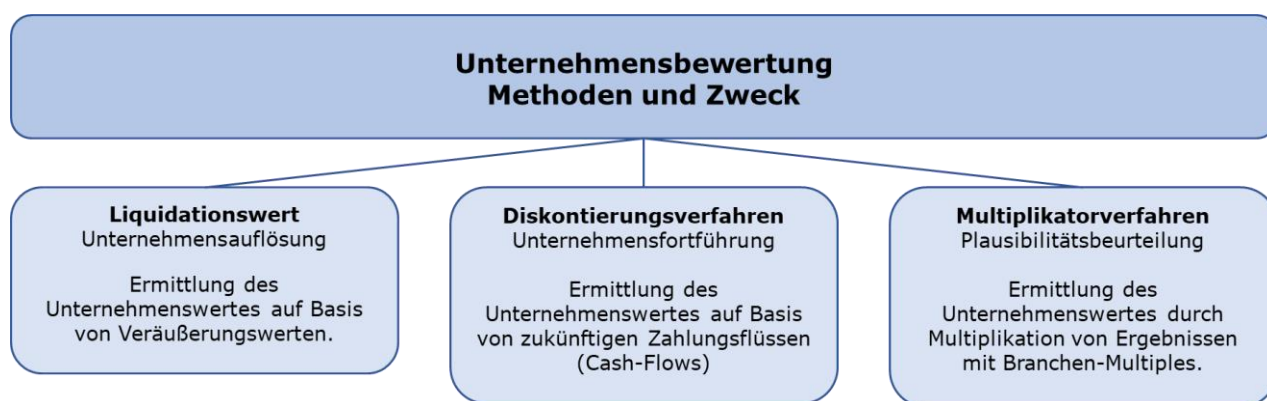 Unternehmensbewertung
Methoden und Zweck
Liquidationswert
Unternehmensauflösung
Ermittlung des
Unternehmenswertes auf Basis
von Veräußerungswerten.
Diskontierungsverfahren
Unternehmensfortführung
Ermittlung des
Unternehmenswertes auf Basis
von zukünftigen Zahlungsflüssen
(Cash-Flows)
Multiplikatorverfahren
Plausibilitätsbeurteilung
Ermittlung des
Unternehmenswertes durch
Multiplikation von Ergebnissen
mit Branchen-Multiples.